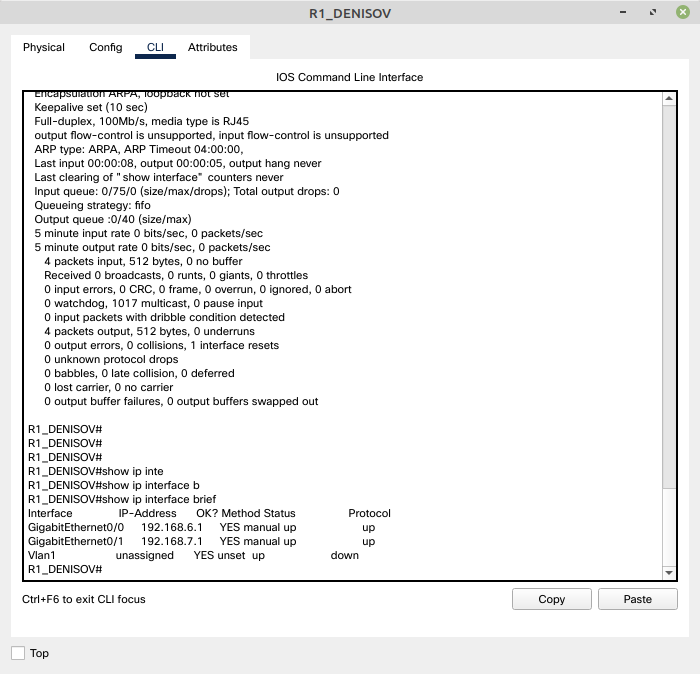 R1_DENISOV
Physical Config CLI Attributes
IOS Command Line Interface
Encapsulation ARPA, loopback not set
Keepalive set (10 sec)
Full-duplex, 100Mb/s, media type is RJ45
output flow-control is unsupported, input flow-control is unsupported
ARP type: ARPA, ARP Timeout 04:00:00,
Last input 00:00:08, output 00:00:05, output hang never
Last clearing of "show interface" counters never
Input queue: 0/75/0 (size/max/drops); Total output drops: 0
Queueing strategy: fifo
Output queue :0/40 (size/max)
5 minute input rate 0 bits/sec, 0 packets/sec
5 minute output rate 0 bits/sec, 0 packets/sec
4 packets input, 512 bytes, 0 no buffer
Received 0 broadcasts, 0 runts, 0 giants, 0 throttles
0 input errors, 0 CRC, 0 frame, 0 overrun, 0 ignored, 0 abort
0 watchdog, 1017 multicast, 0 pause input
0 input packets with dribble condition detected
4 packets output, 512 bytes, 0 underruns
0 output errors, 0 collisions, 1 interface resets
0 unknown protocol drops
0 babbles, 0 late collision, 0 deferred
0 lost carrier, 0 no carrier
0 output buffer failures, 0 output buffers swapped out
R1_DENISOV#
R1_DENISOV#
R1_DENISOV#
R1_DENISOV#show ip inte
R1_DENISOV#show ip interface b
R1_DENISOV#show ip interface brief
Interface IP-Address OK? Method Status Protocol
GigabitEthernet0/0 192.168.6.1 YES manual up up
GigabitEthernet0/1 192.168.7.1 YES manual up up
Vlan1 unassigned YES unset up down
R1_DENISOV#
Ctrl+F6 to exit CLI focus Copy Paste
Top